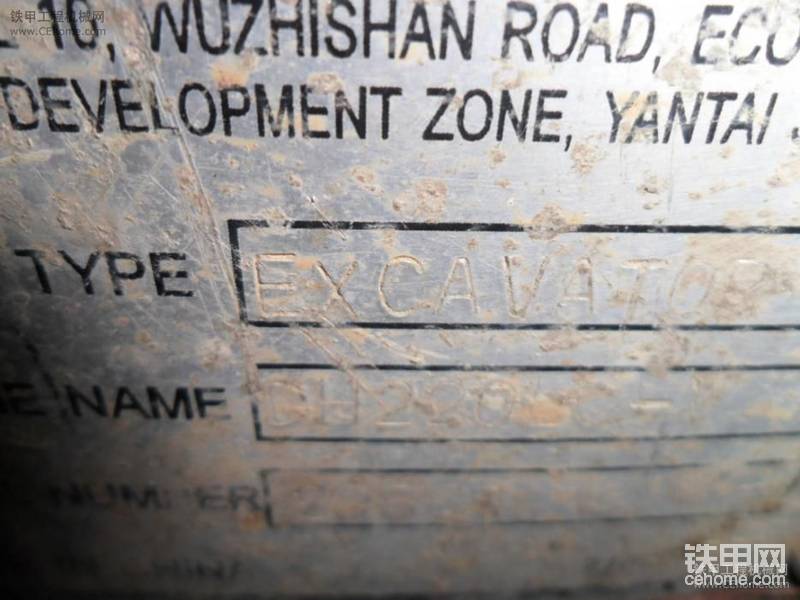 铁甲工程机械网
www.CEhome.com
10, WUZHISHAN ROAD, ECO
DEVELOPMENT ZONE, YANTAI
TYPE EXCAVATOR
NAME
NUMBER
铁甲网
cehome.com